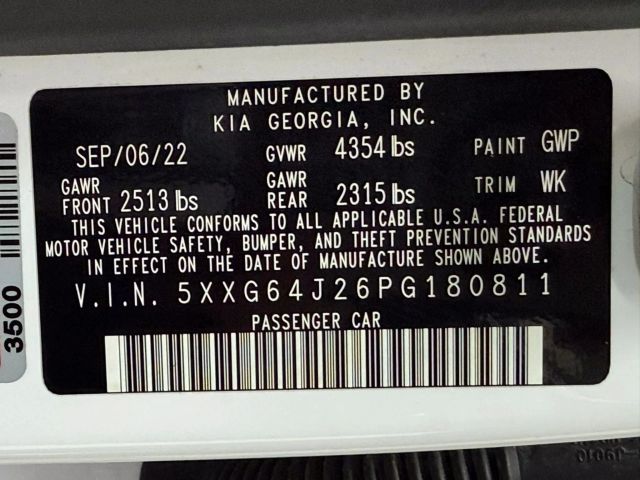 MANUFACTURED BY
KIA GEORGIA, INC.
SEP/06/22 GVWR 4354 lbs PAINT GWP
GAWR FRONT 2513 lbs GAWR REAR 2315 lbs TRIM WK
THIS VEHICLE CONFORMS TO ALL APPLICABLE U.S.A. FEDERAL
MOTOR VEHICLE SAFETY, BUMPER, AND THEFT PREVENTION STANDARDS
IN EFFECT ON THE DATE OF MANUFACTURE SHOWN ABOVE.
V.I.N. 5XXG64J26PG180811
PASSENGER CAR
3500